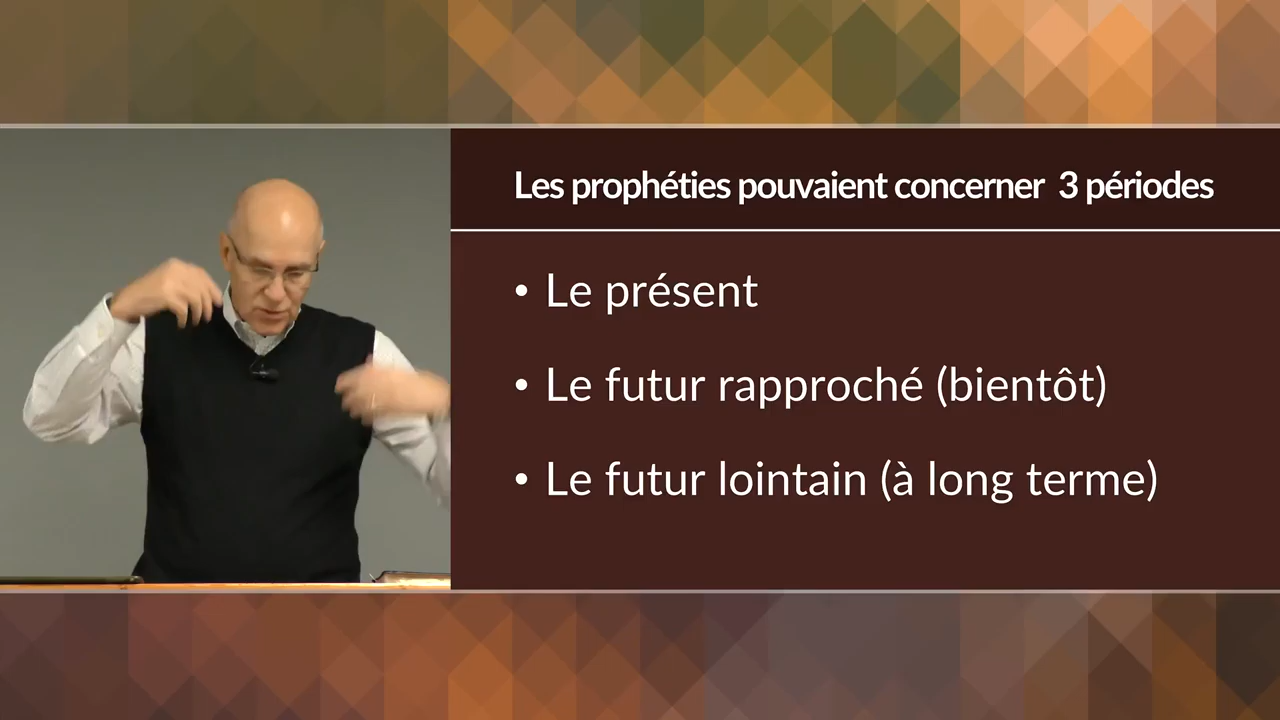 Les prophéties pouvaient concerner 3 périodes
• Le présent
• Le futur rapproché (bientôt)
• Le futur lointain (à long terme)